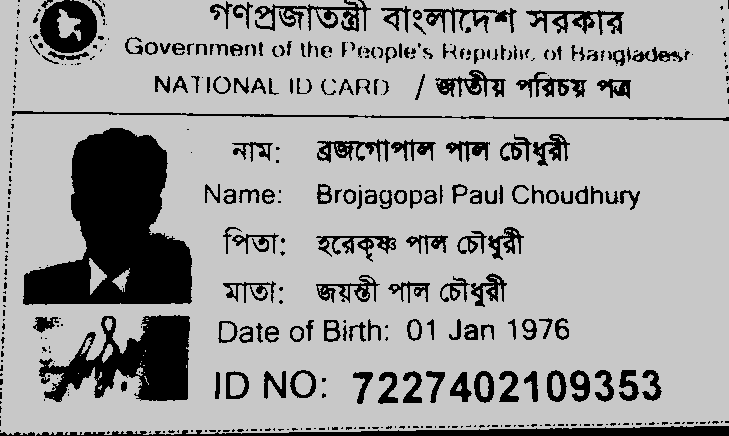 গণপ্রজাতন্ত্রী বাংলাদেশ সরকার
Government of the People's Republic of Bangladesh
NATIONAL ID CARD / জাতীয় পরিচয় পত্র
নাম: ব্রজগোপাল পাল চৌধুরী
Name: Brojagopal Paul Choudhury
পিতা: হরেকৃষ্ণ পাল চৌধুরী
মাতা: জয়ন্তী পাল চৌধুরী
Date of Birth: 01 Jan 1976
ID NO: 7227402109353